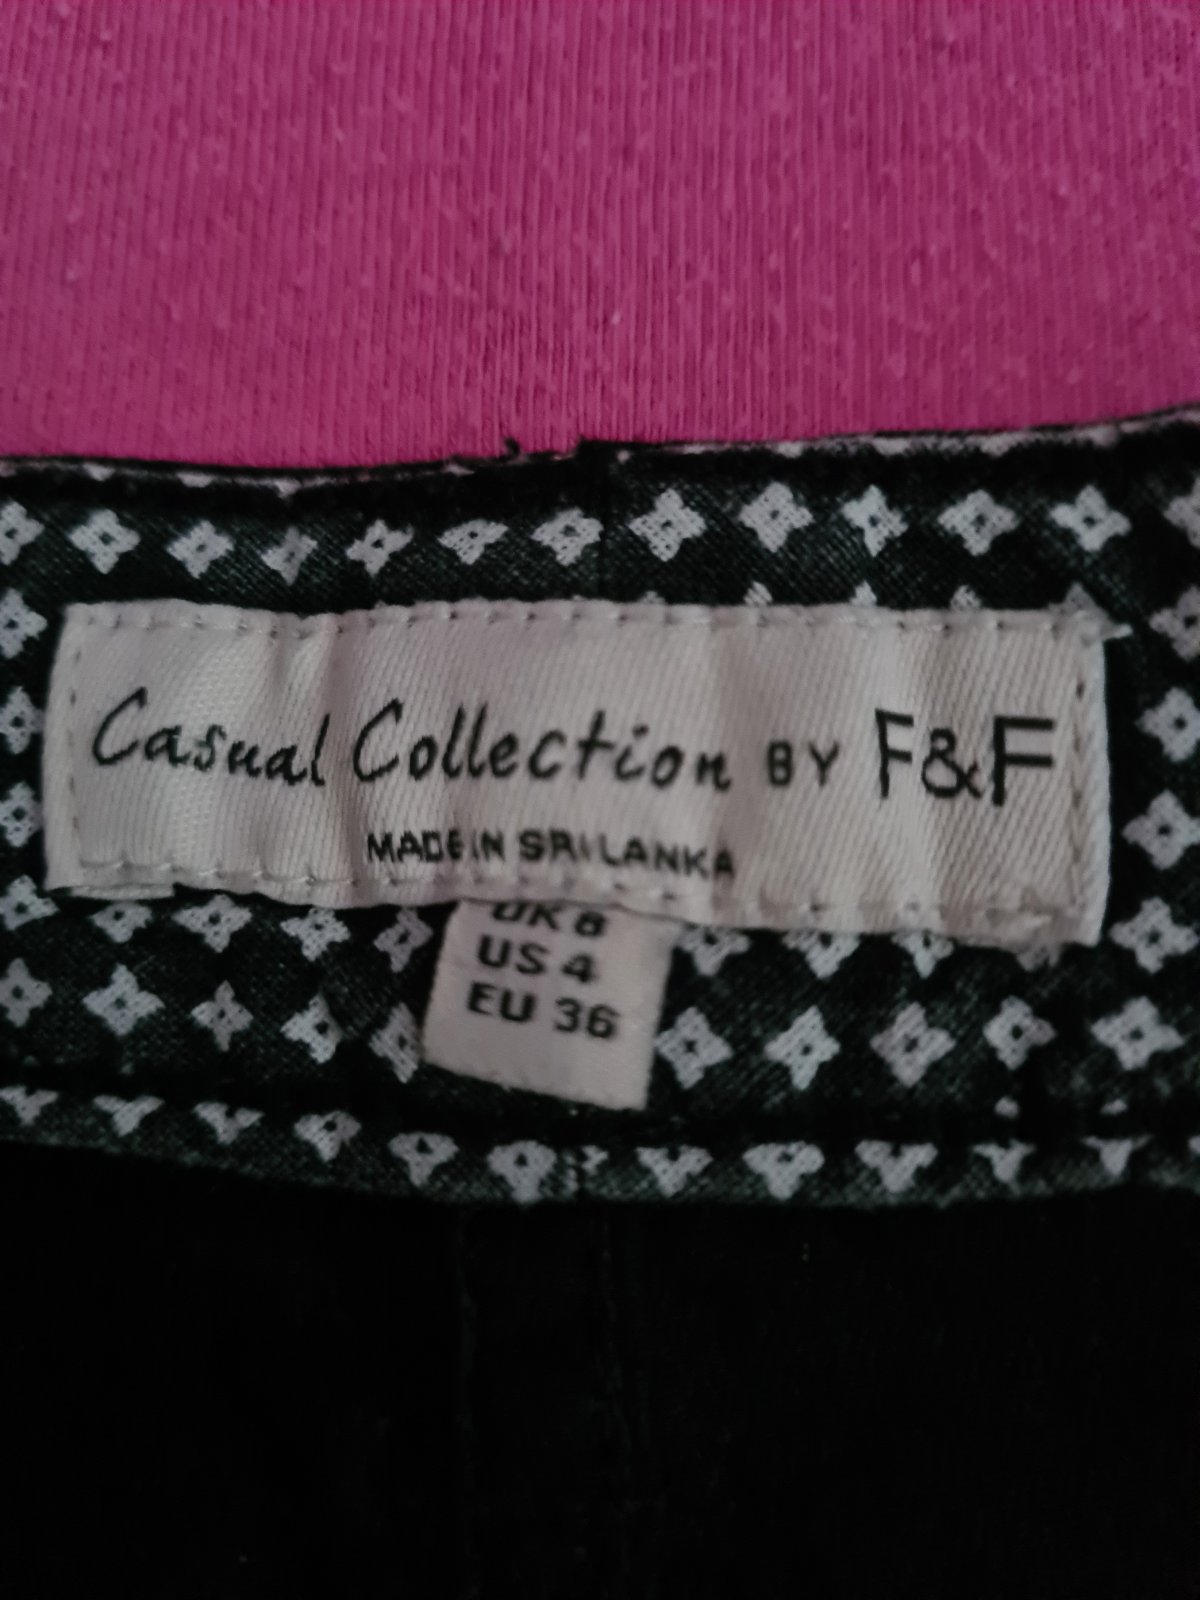 Casual Collection BY F&F
MADE IN SRI LANKA
UK 8
US 4
EU 36